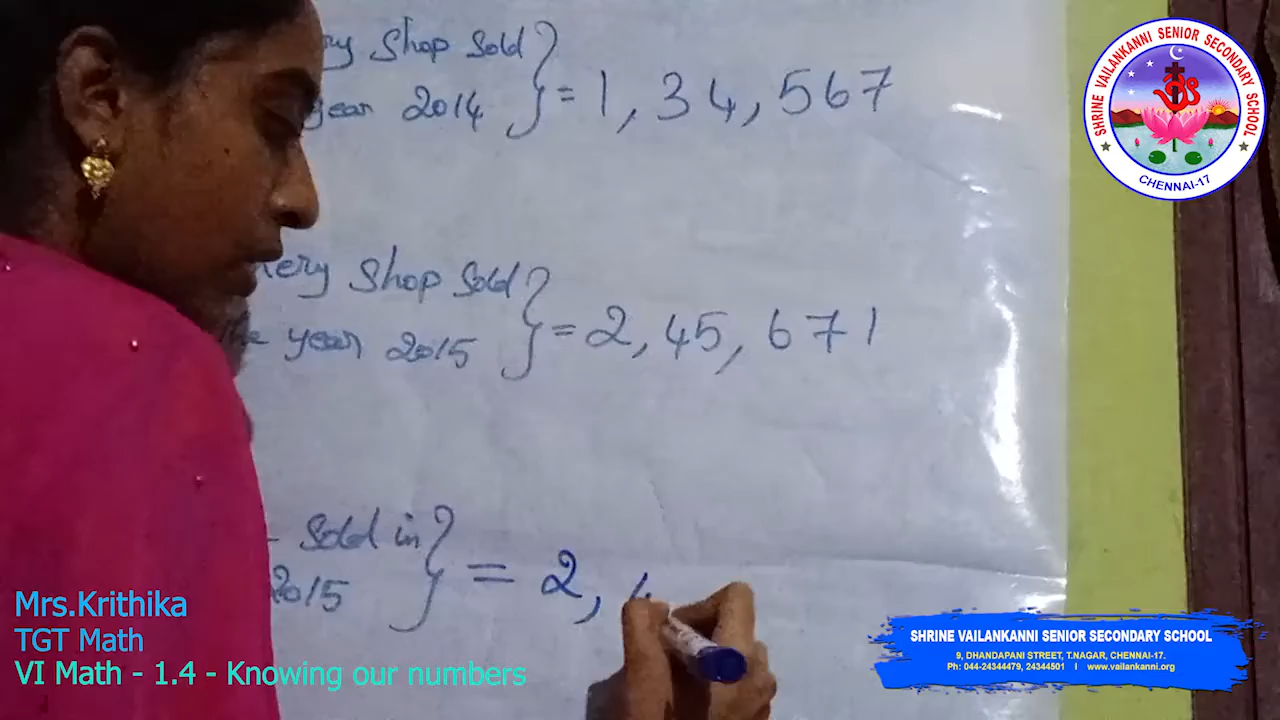 Shop Sold
year 2014 } = 1,34,567
Shop Sold
the year 2015 } = 2,45,671
Sold in
2015 } = 2,
SHRINE VAILANKANNI SENIOR SECONDARY SCHOOL
CHENNAI-17
Mrs.Krithika
TGT Math
VI Math - 1.4 - Knowing our numbers
SHRINE VAILANKANNI SENIOR SECONDARY SCHOOL
9, DHANDAPANI STREET, T.NAGAR, CHENNAI-17.
Ph: 044-24344479, 24344501 I www.vailankanni.org